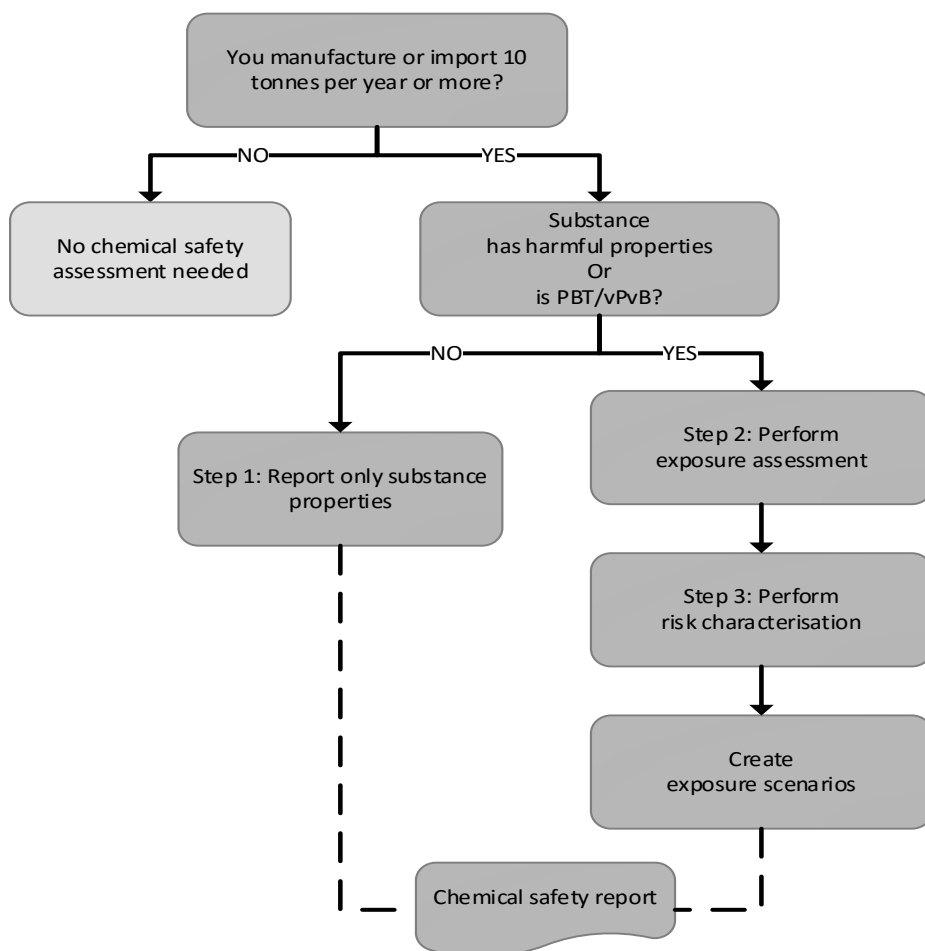 You manufacture or import 10
tonnes per year or more?
NO
YES
No chemical safety
assessment needed
Substance
has harmful properties
Or
is PBT/vPvB?
NO
YES
Step 1: Report only substance
properties
Step 2: Perform
exposure assessment
Step 3: Perform
risk characterisation
Create
exposure scenarios
Chemical safety report